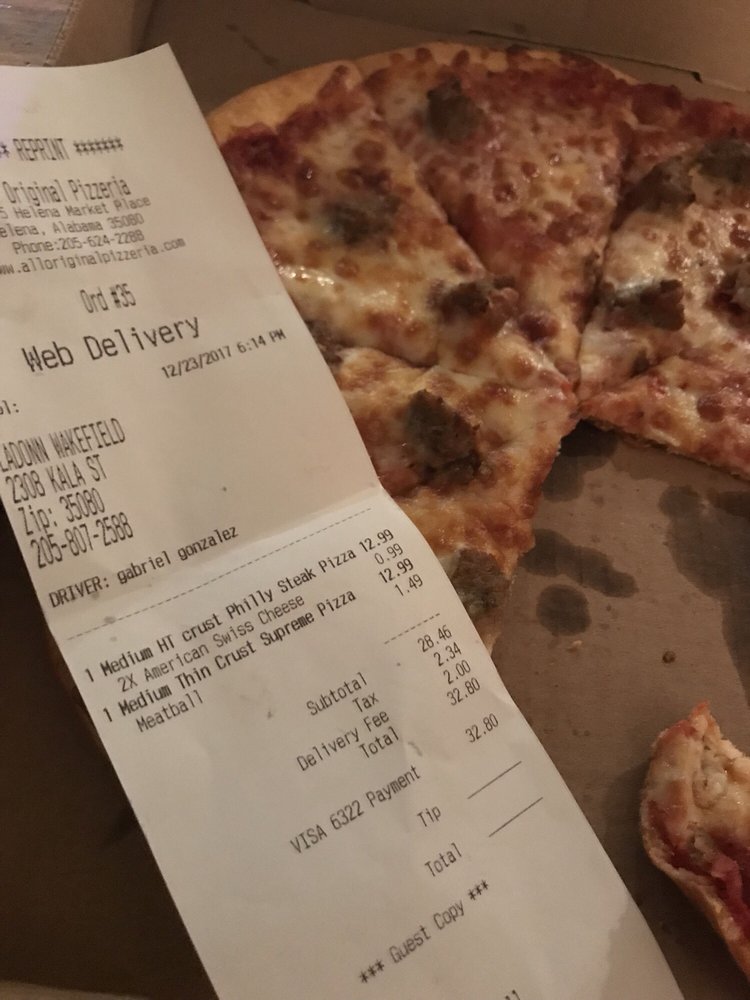 * REPRINT *******
Original Pizzeria
5 Helena Market Place
elena, Alabama 35080
Phone:205-624-2288
ww.alloriginalpizzeria.com
Ord #35
Web Delivery
12/23/2017 6:14 PM
ol:
LADONN WAKEFIELD
2308 KALA ST
Zip: 35080
205-807-2588
DRIVER: gabriel gonzalez
1 Medium HT crust Philly Steak Pizza 12.99
2X American Swiss Cheese 0.99
1 Medium Thin Crust Supreme Pizza 12.99
Meatball 1.49
Subtotal 28.46
Tax 2.34
Delivery Fee 2.00
Total 32.80
VISA 6322 Payment 32.80
Tip
Total
*** Guest Copy ***